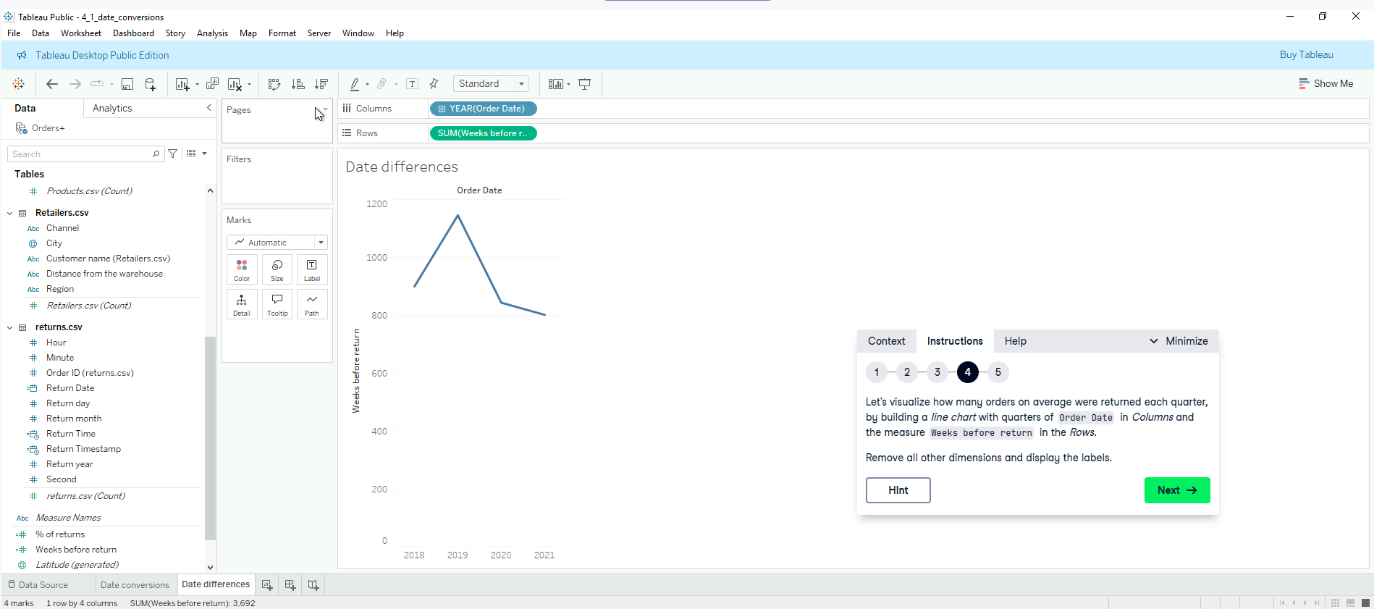 Tableau Public - 4_1_date_conversions
File Data Worksheet Dashboard Story Analysis Map Format Server Window Help
Tableau Desktop Public Edition Buy Tableau
Standard Show Me
Data Analytics
Orders+
Search
Tables
Products.csv (Count)
Retailers.csv
Abc Channel
City
Abc Customer name (Retailers.csv)
Abc Distance from the warehouse
Abc Region
Retailers.csv (Count)
returns.csv
Hour
Minute
Order ID (returns.csv)
Return Date
Return day
Return month
Return Time
Return Timestamp
Return year
Second
returns.csv (Count)
Abc Measure Names
% of returns
Weeks before return
Latitude (generated)
Pages
Filters
Marks
Automatic
Color Size Label
Detail Tooltip Path
Columns YEAR(Order Date)
Rows SUM(Weeks before r..
Date differences
Order Date
Weeks before return
1200
1000
800
600
400
200
0
2018 2019 2020 2021
Context Instructions Help Minimize
1 2 3 4 5
Let's visualize how many orders on average were returned each quarter,
by building a line chart with quarters of Order Date in Columns and
the measure Weeks before return in the Rows.
Remove all other dimensions and display the labels.
Hint Next →
Data Source Date conversions Date differences
4 marks 1 row by 4 columns SUM(Weeks before return): 3,692